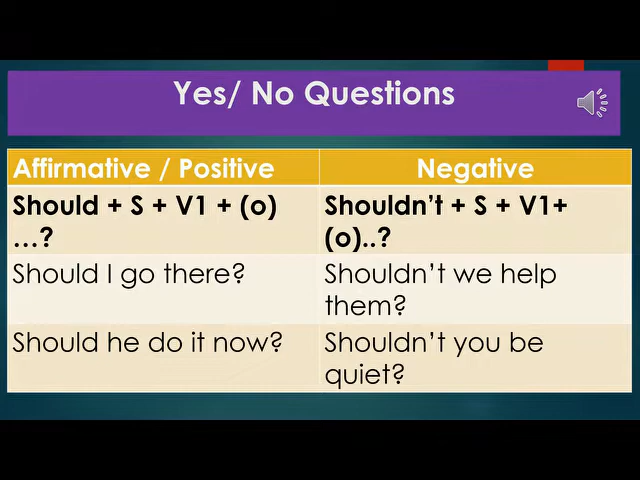 Yes/ No Questions
Affirmative / Positive
Negative
Should + S + V1 + (o)
…?
Shouldn’t + S + V1+
(o)..?
Should I go there?
Shouldn’t we help
them?
Should he do it now?
Shouldn’t you be
quiet?